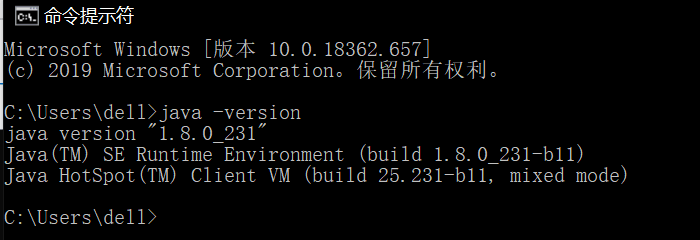 命令提示符
Microsoft Windows [版本 10.0.18362.657]
(c) 2019 Microsoft Corporation。保留所有权利。
C:\Users\dell>java -version
java version "1.8.0_231"
Java(TM) SE Runtime Environment (build 1.8.0_231-b11)
Java HotSpot(TM) Client VM (build 25.231-b11, mixed mode)
C:\Users\dell>